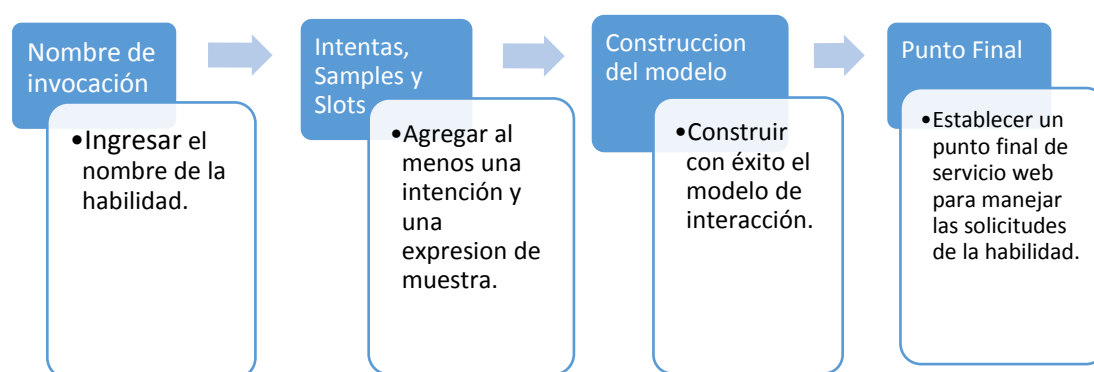 Nombre de
invocación
•Ingresar el
nombre de la
habilidad.
Intentas,
Samples y
Slots
•Agregar al
menos una
intención y
una
expresion de
muestra.
Construccion
del modelo
•Construir
con éxito el
modelo de
interacción.
Punto Final
•Establecer un
punto final de
servicio web
para manejar
las solicitudes
de la habilidad.